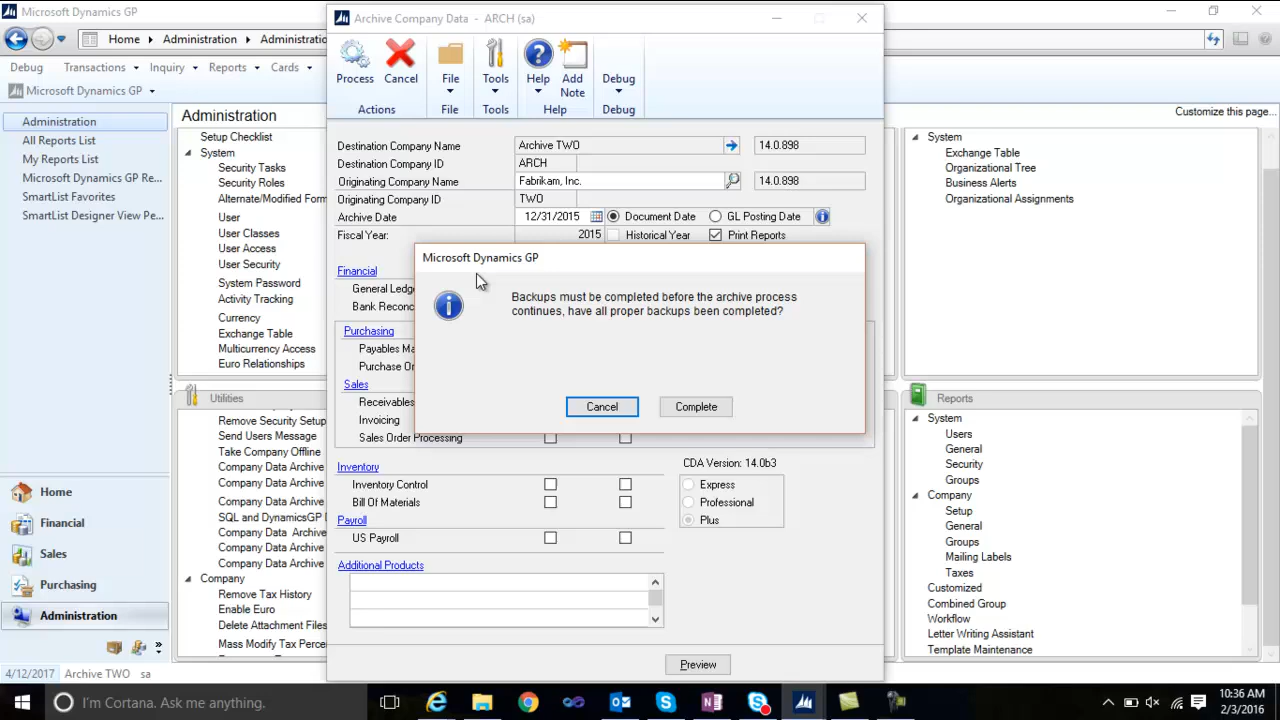 Microsoft Dynamics GP
Home Administration Administratio
Debug Transactions Inquiry Reports Cards
Microsoft Dynamics GP
Administration
All Reports List
My Reports List
Microsoft Dynamics GP Re...
SmartList Favorites
SmartList Designer View Pe...
Home
Financial
Sales
Purchasing
Administration
4/12/2017 Archive TWO sa
Administration
Customize this page...
Setup Checklist
System
Security Tasks
Security Roles
Alternate/Modified Form
User
User Classes
User Access
User Security
System Password
Activity Tracking
Currency
Exchange Table
Multicurrency Access
Euro Relationships
Utilities
Remove Security Setup
Send Users Message
Take Company Offline
Company Data Archive
Company Data Archive
Company Data Archive
SQL and DynamicsGP D
Company Data Archive
Company Data Archive
Company Data Archive
Company
Remove Tax History
Enable Euro
Delete Attachment Files
Mass Modify Tax Perce
Archive Company Data - ARCH (sa)
Process Cancel File Tools Help Add Note Debug
Actions File Tools Help Debug
Destination Company Name Archive TWO 14.0.898
Destination Company ID ARCH
Originating Company Name Fabrikam, Inc. 14.0.898
Originating Company ID TWO
Archive Date 12/31/2015 Document Date GL Posting Date
Fiscal Year: 2015 Historical Year Print Reports
Financial
General Ledge
Bank Recon
Purchasing
Payables Ma
Purchase Or
Sales
Receivables
Invoicing
Sales Order Processing
Inventory
Inventory Control
Bill Of Materials
Payroll
US Payroll
Additional Products
CDA Version: 14.0b3
Express
Professional
Plus
Preview
Microsoft Dynamics GP
Backups must be completed before the archive process
continues, have all proper backups been completed?
Cancel Complete
System
Exchange Table
Organizational Tree
Business Alerts
Organizational Assignments
Reports
System
Users
General
Security
Groups
Company
Setup
General
Groups
Mailing Labels
Taxes
Customized
Combined Group
Workflow
Letter Writing Assistant
Template Maintenance
I'm Cortana. Ask me anything.
10:36 AM
2/3/2016